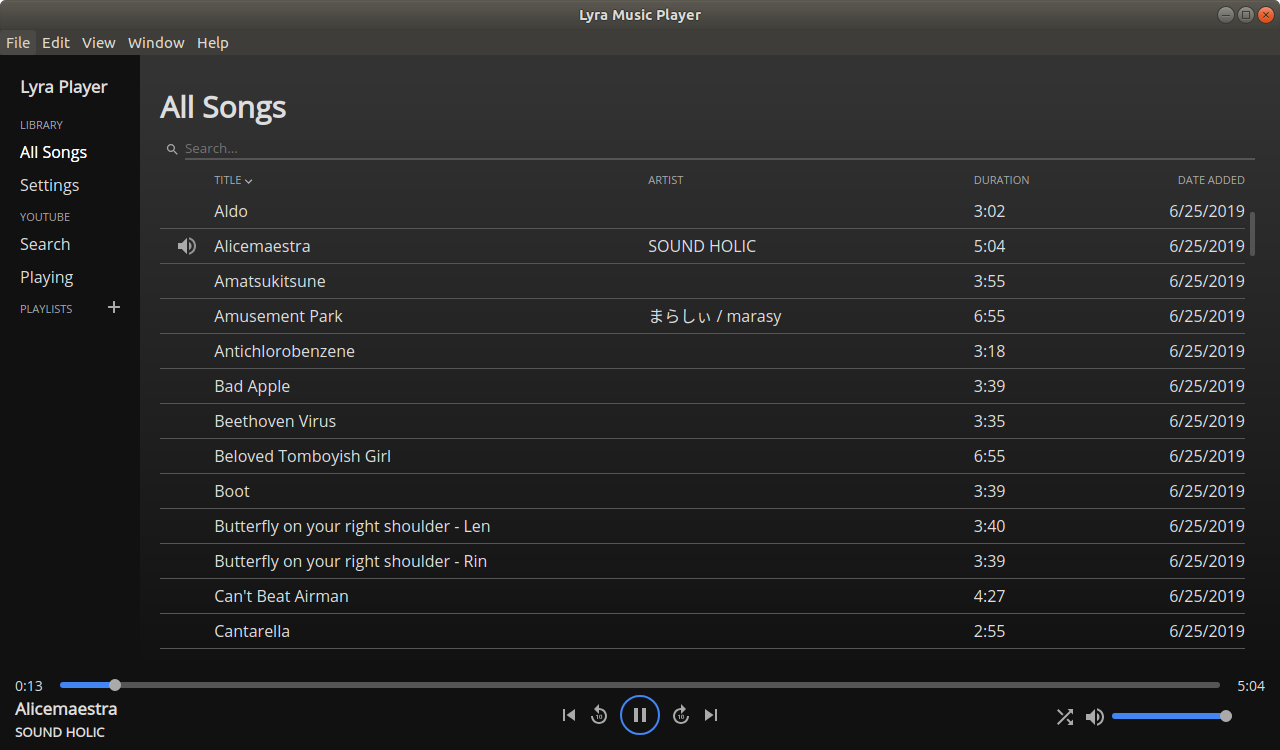 Lyra Music Player
File Edit View Window Help
Lyra Player
LIBRARY
All Songs
Settings
YOUTUBE
Search
Playing
PLAYLISTS
All Songs
Search...
TITLE ARTIST DURATION DATE ADDED
Aldo 3:02 6/25/2019
Alicemaestra SOUND HOLIC 5:04 6/25/2019
Amatsukitsune 3:55 6/25/2019
Amusement Park まらしぃ / marasy 6:55 6/25/2019
Antichlorobenzene 3:18 6/25/2019
Bad Apple 3:39 6/25/2019
Beethoven Virus 3:35 6/25/2019
Beloved Tomboyish Girl 6:55 6/25/2019
Boot 3:39 6/25/2019
Butterfly on your right shoulder - Len 3:40 6/25/2019
Butterfly on your right shoulder - Rin 3:39 6/25/2019
Can't Beat Airman 4:27 6/25/2019
Cantarella 2:55 6/25/2019
0:13 5:04
Alicemaestra
SOUND HOLIC
10 10